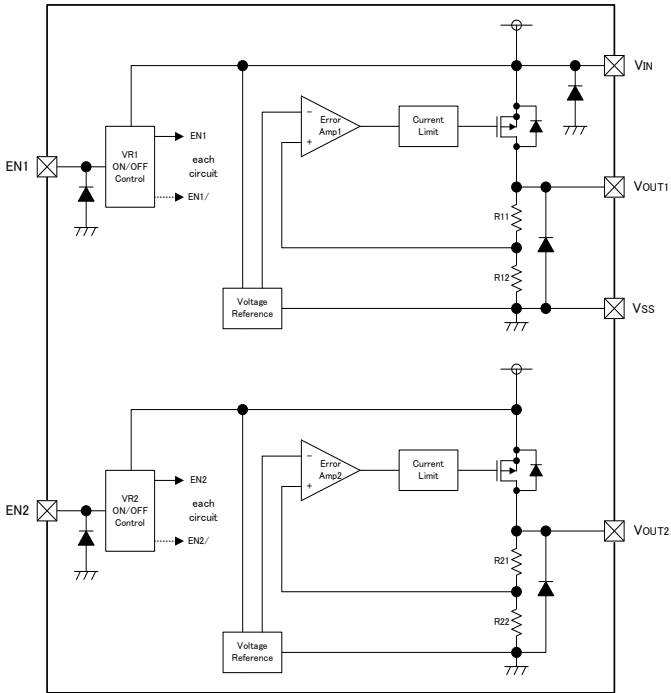 VIN
Error
Amp1
−
+
Current
Limit
VR1
ON/OFF
Control
EN1
EN1
each
circuit
EN1/
VOUT1
R11
R12
Voltage
Reference
VSS
Error
Amp2
−
+
Current
Limit
VR2
ON/OFF
Control
EN2
EN2
each
circuit
EN2/
VOUT2
R21
R22
Voltage
Reference